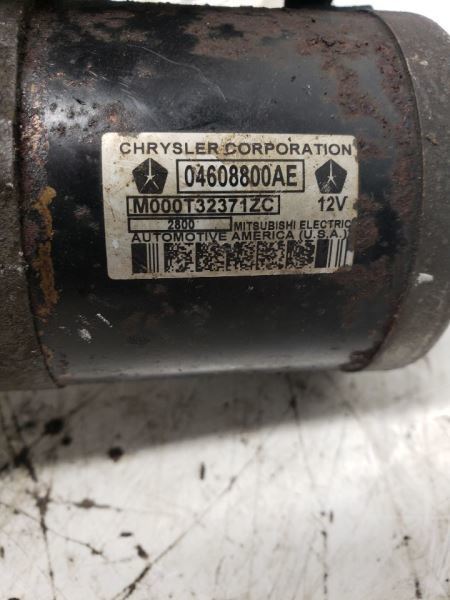 CHRYSLER CORPORATION
04608800AE
M000T32371ZC 12V
2800 MITSUBISHI ELECTRIC
AUTOMOTIVE AMERICA (U.S.A.)